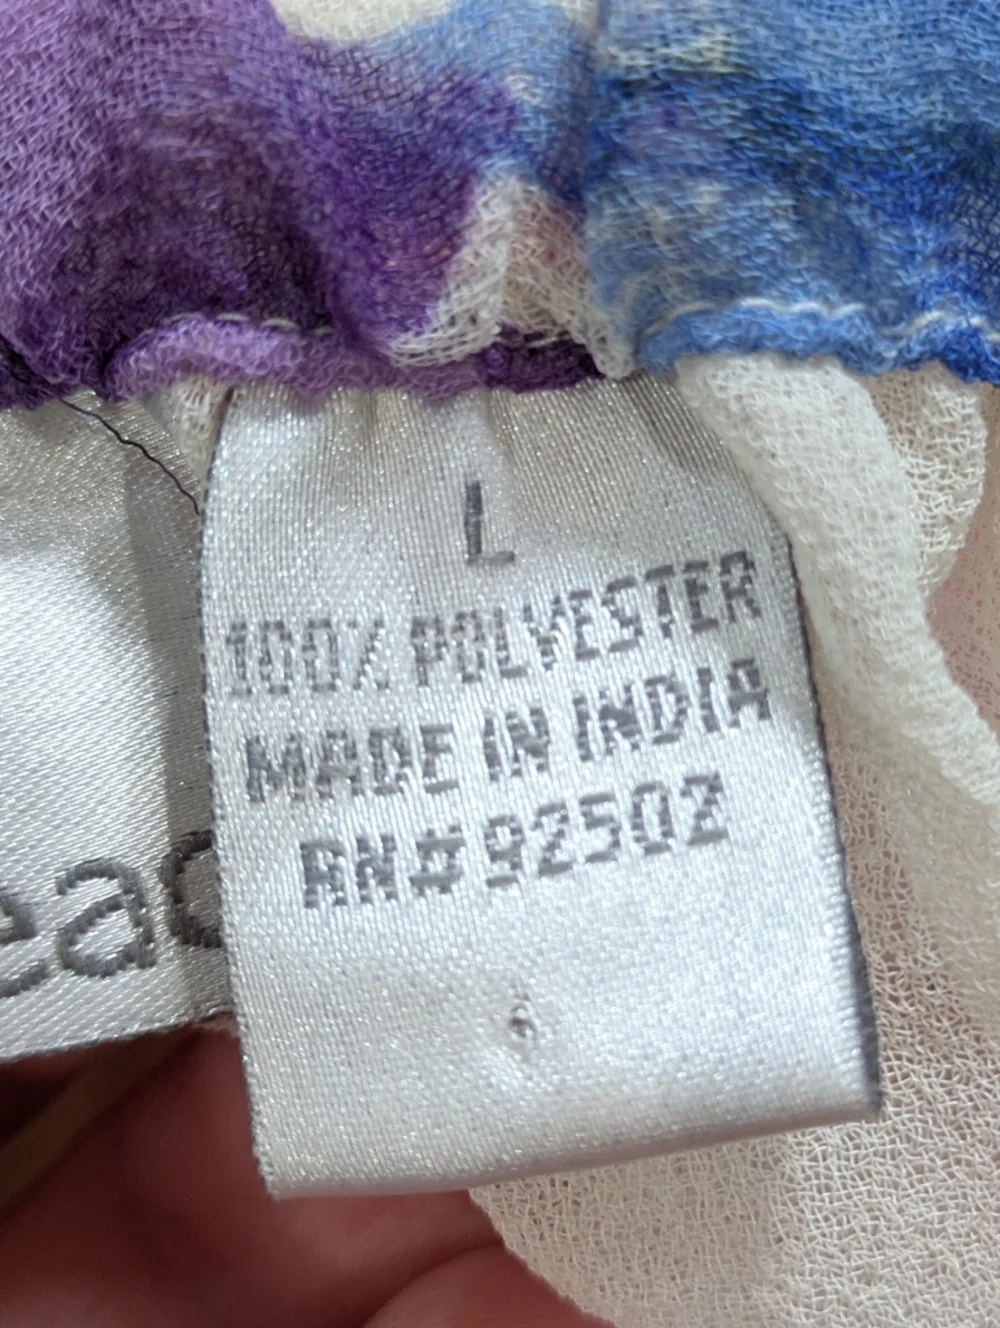 L
100% POLYESTER
MADE IN INDIA
RN#92502